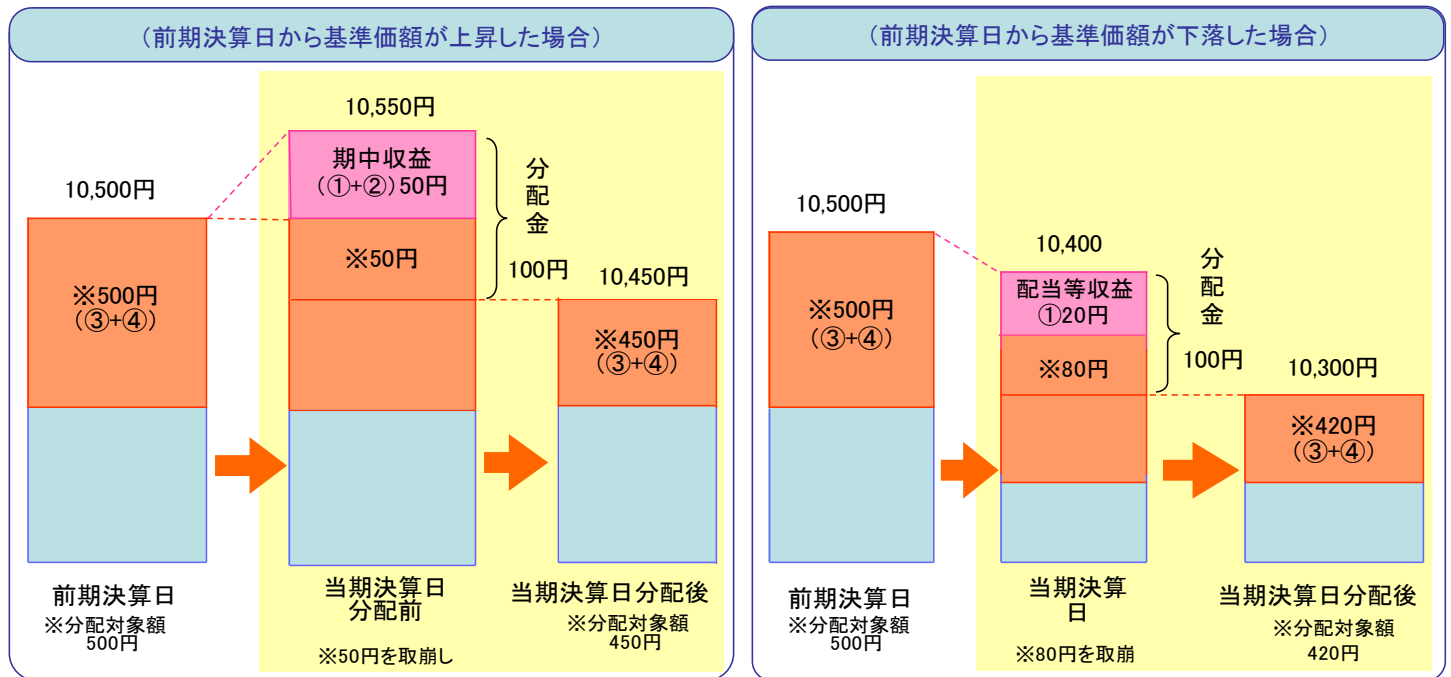 (前期決算日から基準価額が上昇した場合)
10,550円
期中収益
(①+②)50円
分配金
10,500円
※50円
100円
10,450円
※500円
(③+④)
※450円
(③+④)
前期決算日
※分配対象額
500円
当期決算日
分配前
※50円を取崩し
当期決算日分配後
※分配対象額
450円
(前期決算日から基準価額が下落した場合)
10,500円
10,400
分配金
配当等収益
①20円
※500円
(③+④)
※80円
100円
10,300円
※420円
(③+④)
前期決算日
※分配対象額
500円
当期決算
日
※80円を取崩
当期決算日分配後
※分配対象額
420円